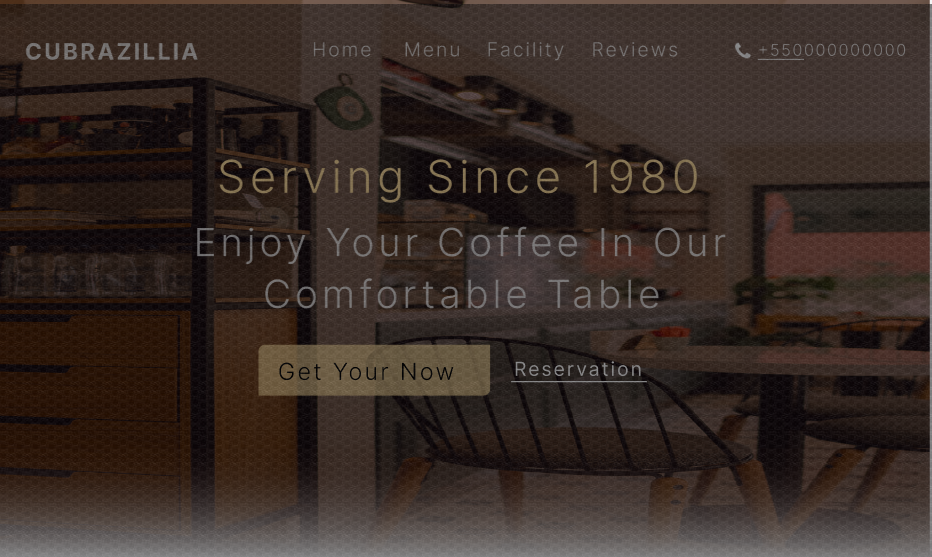 CUBRAZILLIA
Home Menu Facility Reviews
+550000000000
Serving Since 1980
Enjoy Your Coffee In Our
Comfortable Table
Get Your Now
Reservation